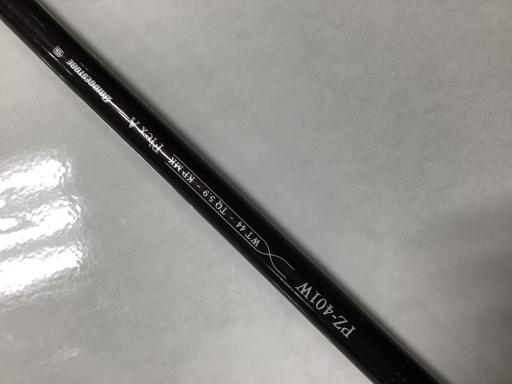 PZ-401W
WT 44 - TQ 5.9 - KP MK
Flex A
BRIDGESTONE